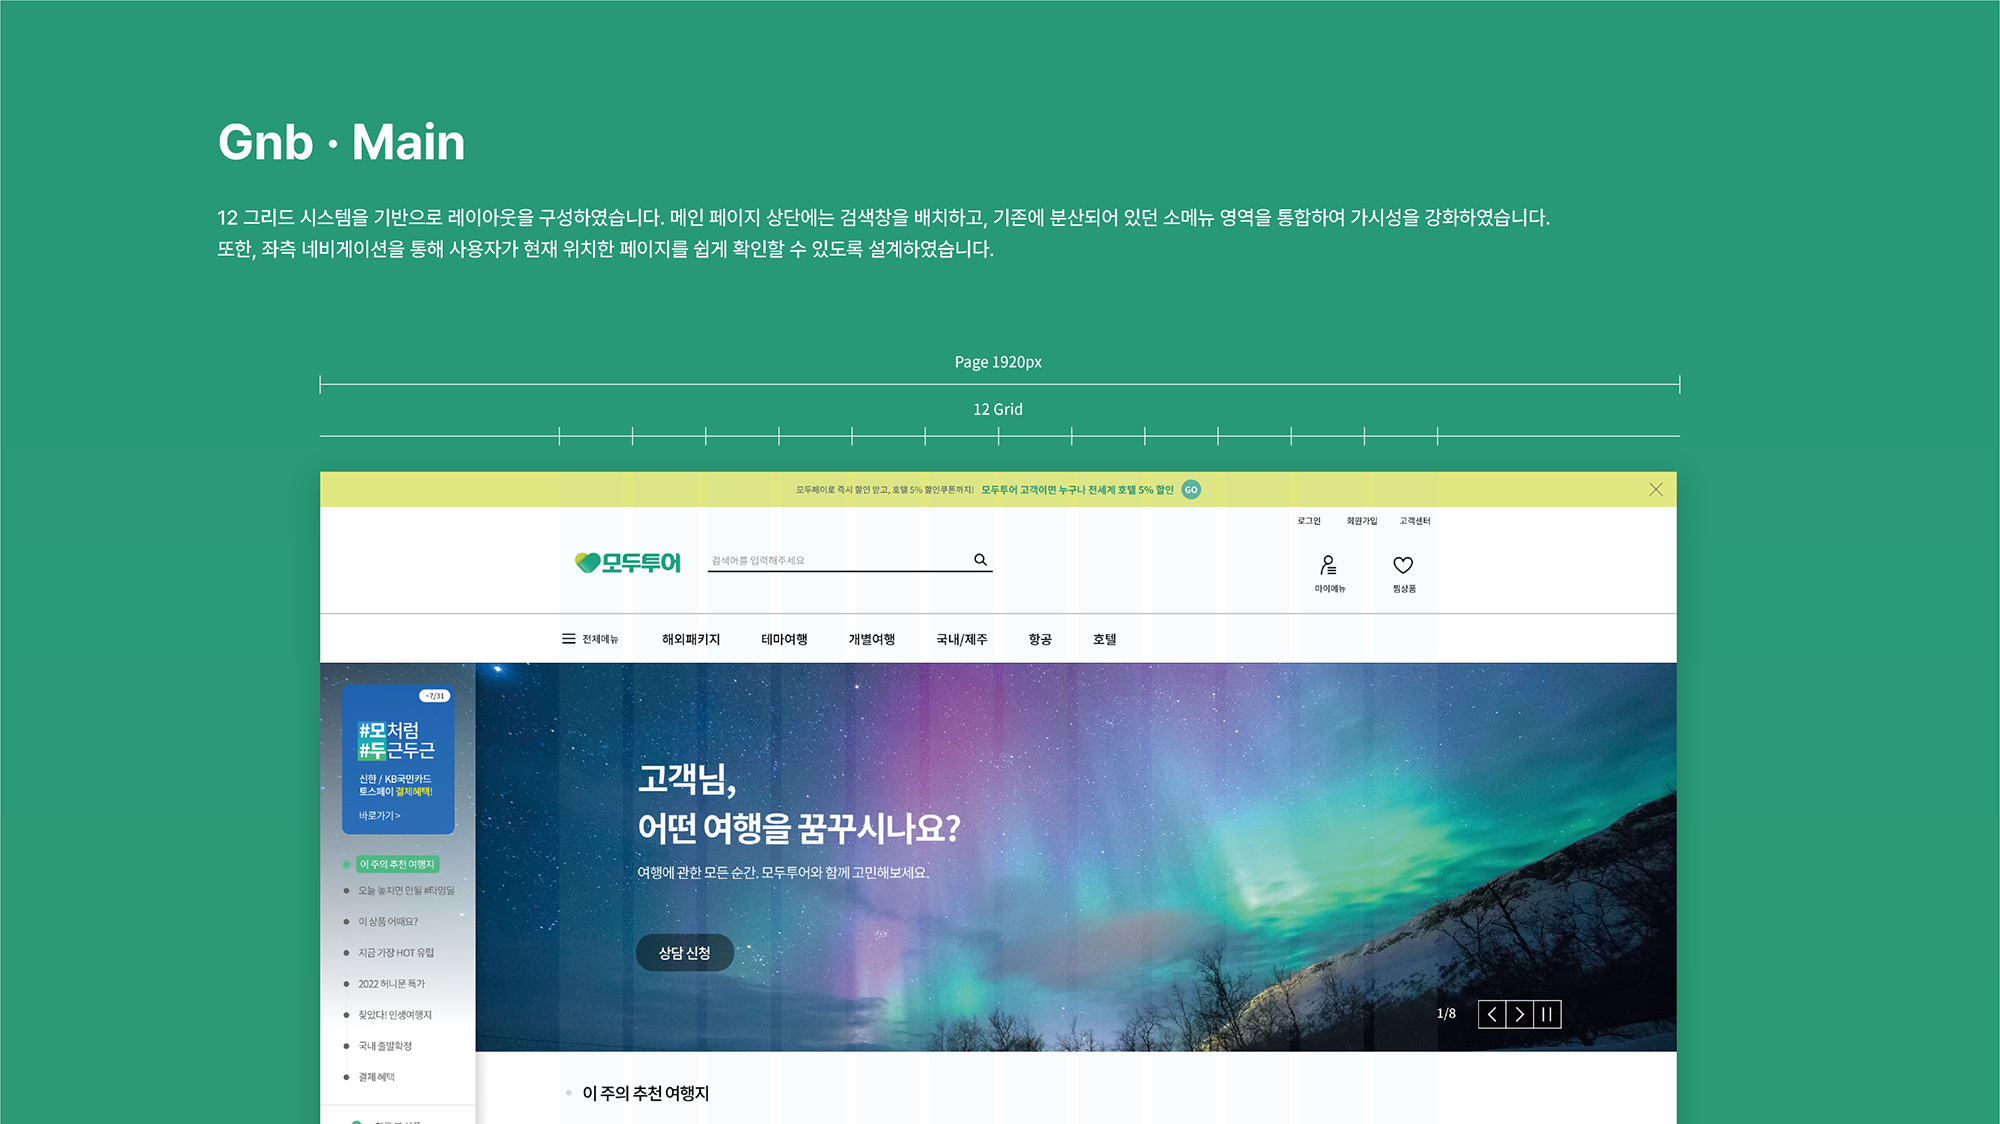 Gnb · Main
12 그리드 시스템을 기반으로 레이아웃을 구성하였습니다. 메인 페이지 상단에는 검색창을 배치하고, 기존에 분산되어 있던 소메뉴 영역을 통합하여 가시성을 강화하였습니다.
또한, 좌측 네비게이션을 통해 사용자가 현재 위치한 페이지를 쉽게 확인할 수 있도록 설계하였습니다.
Page 1920px
12 Grid
모두페이로 즉시 할인 받고, 호텔 5% 할인쿠폰까지! 모두투어 고객이면 누구나 전세계 호텔 5% 할인 GO
로그인 회원가입 고객센터
모두투어 검색어를 입력해주세요
마이메뉴 찜상품
전체메뉴 해외패키지 테마여행 개별여행 국내/제주 항공 호텔
~7/31
#모처럼
#두근두근
신한 / KB국민카드
토스페이 결제혜택!
바로가기 >
고객님,
어떤 여행을 꿈꾸시나요?
여행에 관한 모든 순간. 모두투어와 함께 고민해보세요.
상담 신청
1/8
이 주의 추천 여행지
오늘 놓치면 안될 #타임딜
이 상품 어때요?
지금 가장 HOT 유럽
2022 허니문 특가
찾았다! 인생여행지
국내 출발확정
결제 혜택
이 주의 추천 여행지